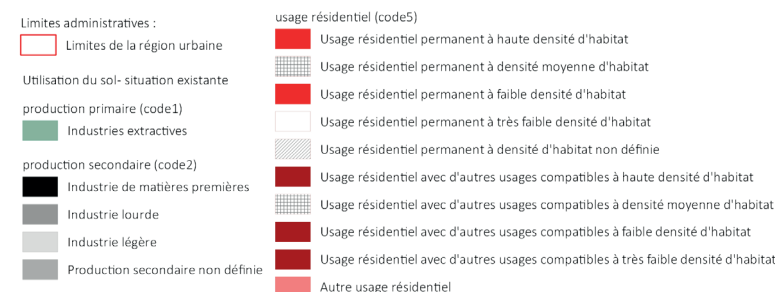 Limites administratives :
Limites de la région urbaine
Utilisation du sol- situation existante
production primaire (code1)
Industries extractives
production secondaire (code2)
Industrie de matières premières
Industrie lourde
Industrie légère
Production secondaire non définie
usage résidentiel (code5)
Usage résidentiel permanent à haute densité d'habitat
Usage résidentiel permanent à densité moyenne d'habitat
Usage résidentiel permanent à faible densité d'habitat
Usage résidentiel permanent à très faible densité d'habitat
Usage résidentiel permanent à densité d'habitat non définie
Usage résidentiel avec d'autres usages compatibles à haute densité d'habitat
Usage résidentiel avec d'autres usages compatibles à densité moyenne d'habitat
Usage résidentiel avec d'autres usages compatibles à faible densité d'habitat
Usage résidentiel avec d'autres usages compatibles à très faible densité d'habitat
Autre usage résidentiel